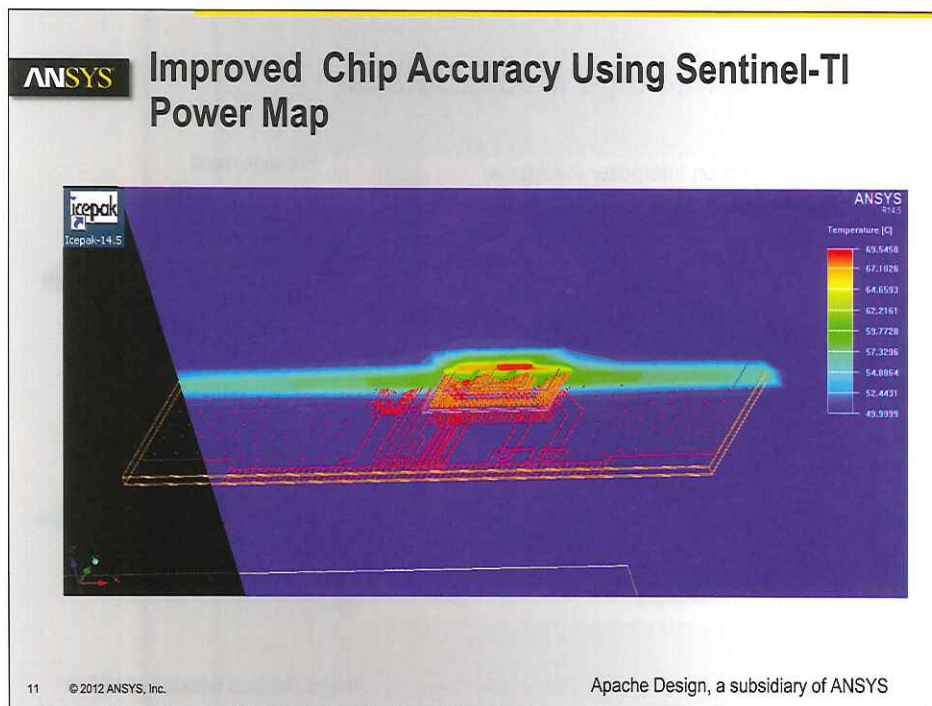 ANSYS
Improved Chip Accuracy Using Sentinel-TI
Power Map
icepak
Icepak-14.5
ANSYS
R14.5
Temperature [C]
69.5458
67.1026
64.6593
62.2161
59.7728
57.3296
54.8864
52.4431
49.9999
X
11 © 2012 ANSYS, Inc.
Apache Design, a subsidiary of ANSYS